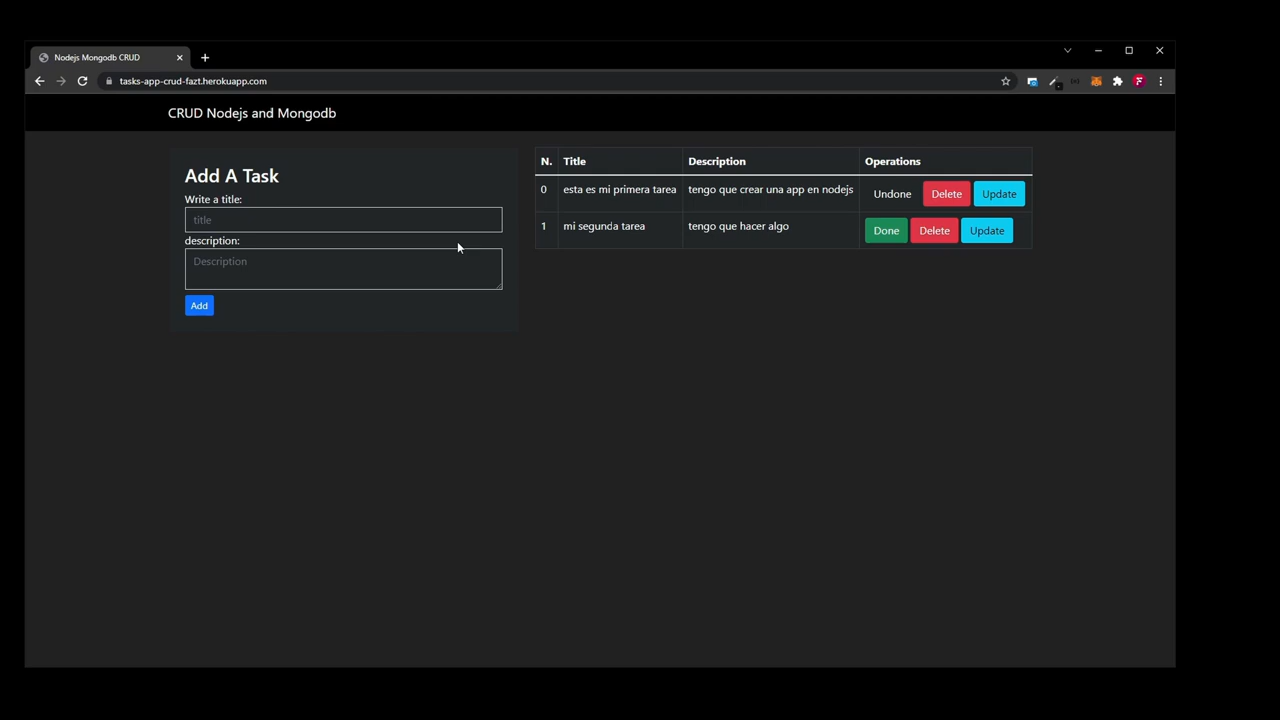 Nodejs Mongodb CRUD
tasks-app-crud-fazt.herokuapp.com
CRUD Nodejs and Mongodb
Add A Task
Write a title:
title
description:
Description
Add
N. Title Description Operations
0 esta es mi primera tarea tengo que crear una app en nodejs Undone Delete Update
1 mi segunda tarea tengo que hacer algo Done Delete Update